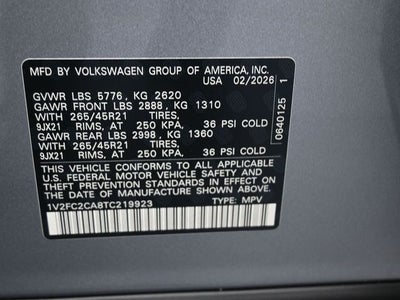 MFD BY VOLKSWAGEN GROUP OF AMERICA, INC.
USA 02/2026
GVWR LBS 5776 , KG 2620
GAWR FRONT LBS 2888 , KG 1310
WITH 265/45R21 TIRES,
9JX21 RIMS, AT 250 KPA, 36 PSI COLD
GAWR REAR LBS 2998 , KG 1360
WITH 265/45R21 TIRES,
9JX21 RIMS, AT 250 KPA, 36 PSI COLD
THIS VEHICLE CONFORMS TO ALL APPLICABLE
U.S. FEDERAL MOTOR VEHICLE SAFETY AND
THEFT PREVENTION STANDARDS IN EFFECT
ON THE DATE OF MANUFACTURE SHOWN ABOVE
1V2FC2CA8TC219923 TYPE: MPV
0640125 1